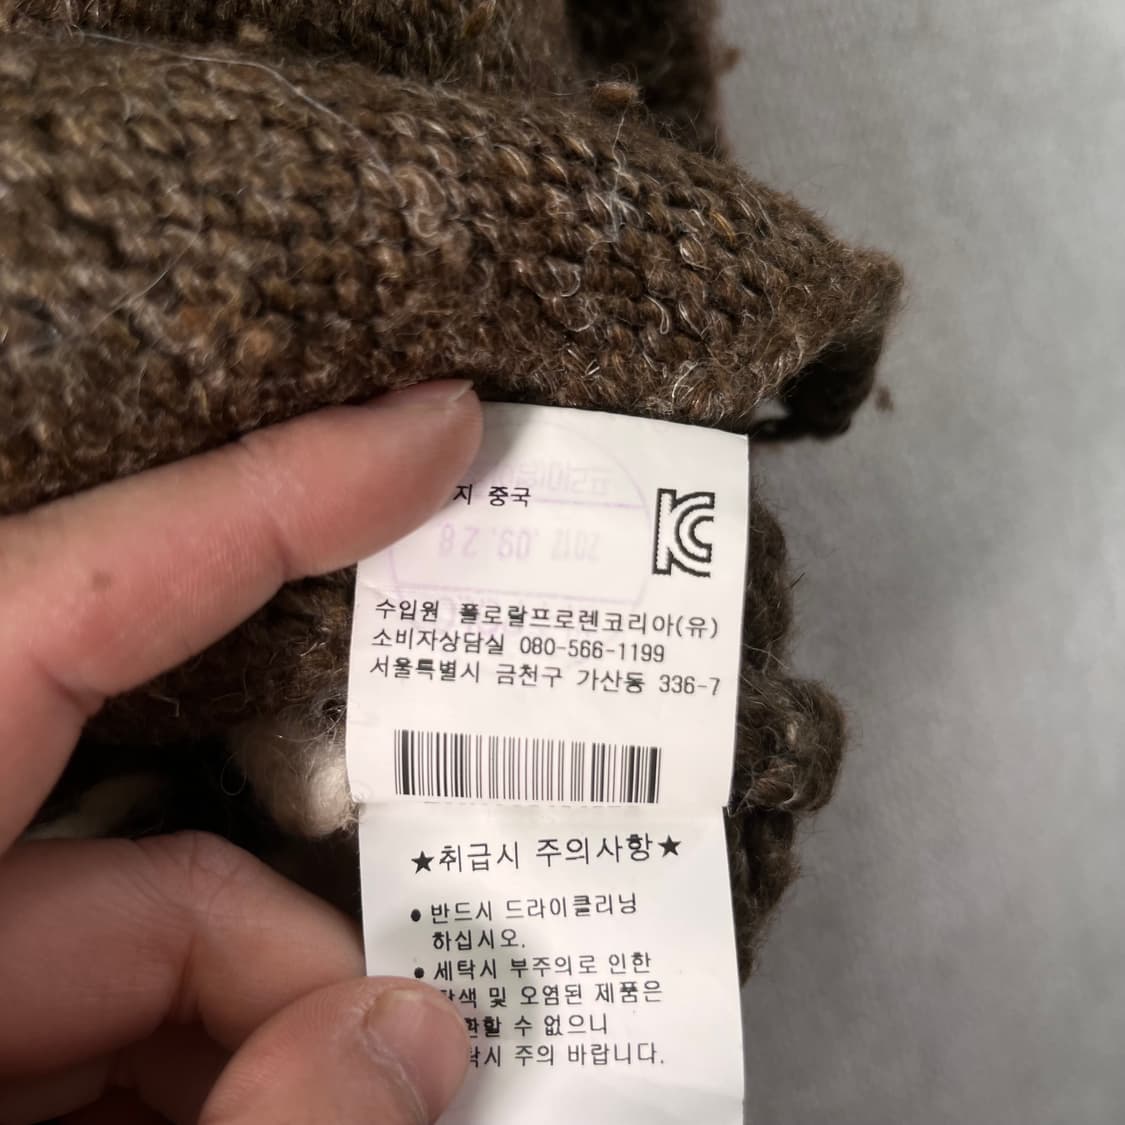 지 중국
KC
수입원 폴로랄프로렌코리아(유)
소비자상담실 080-566-1199
서울특별시 금천구 가산동 336-7
★취급시 주의사항★
● 반드시 드라이클리닝
하십시오.
● 세탁시 부주의로 인한
및 오염된 제품은
수 없으니
주의 바랍니다.